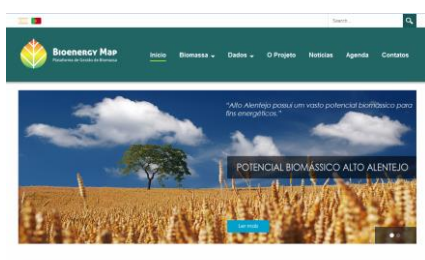 Search...
BIOENERGY MAP
Plataforma de Gestão de Biomassa
Início Biomassa Dados O Projeto Notícias Agenda Contatos
"Alto Alentejo possui um vasto potencial biomássico para
fins energéticos."
POTENCIAL BIOMÁSSICO ALTO ALENTEJO
Ler mais